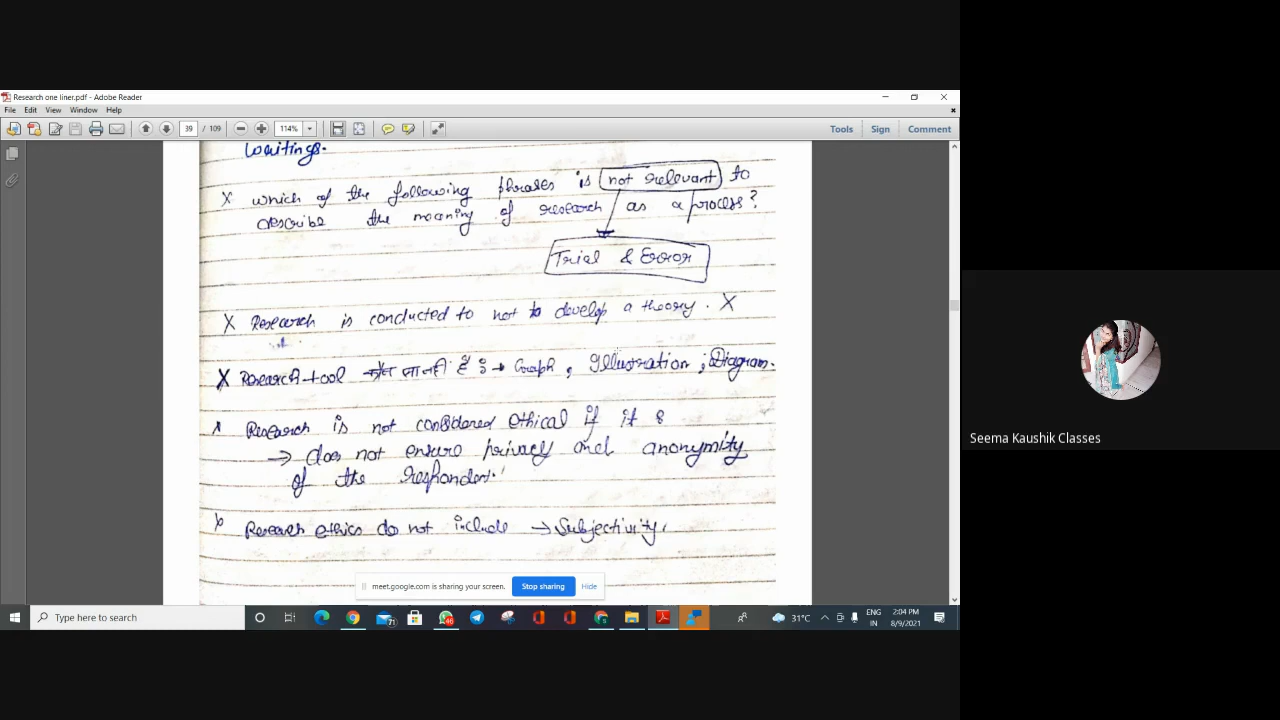 Research one liner.pdf - Adobe Reader
File Edit View Window Help
39 / 109 114% Tools Sign Comment
Writings.
X which of the following phrases is not relevant to
describe the meaning of research as a process?
Trial & Error
X Research is conducted to not to develop a theory. X
X Research tool नहीं है : → Graph, Illustration, Diagram.
X Research is not considered ethical if it :
→ does not ensure privacy and anonymity
of the respondent.
X Research ethics do not include → Subjectivity.
meet.google.com is sharing your screen. Stop sharing Hide
Seema Kaushik Classes
Type here to search
71
31°C
ENG
IN
2:04 PM
8/9/2021